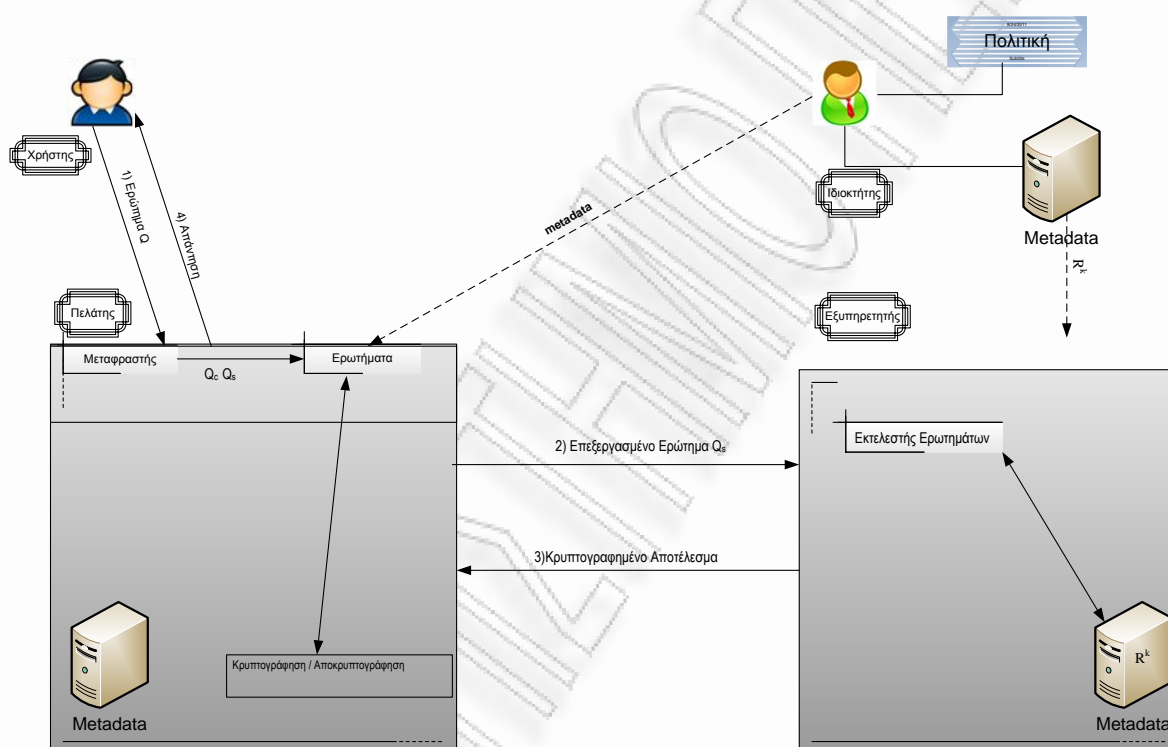 Πολιτική
Subtitle
Χρήστης
1) Ερώτημα Q
4) Απάντηση
metadata
Ιδιοκτήτης
Metadata
R^k
Πελάτης
Εξυπηρετητής
Μεταφραστής
Ερωτήματα
Q_c Q_s
2) Επεξεργασμένο Ερώτημα Q_s
Εκτελεστής Ερωτημάτων
3)Κρυπτογραφημένο Αποτέλεσμα
Κρυπτογράφηση / Αποκρυπτογράφηση
R^k
Metadata
Metadata